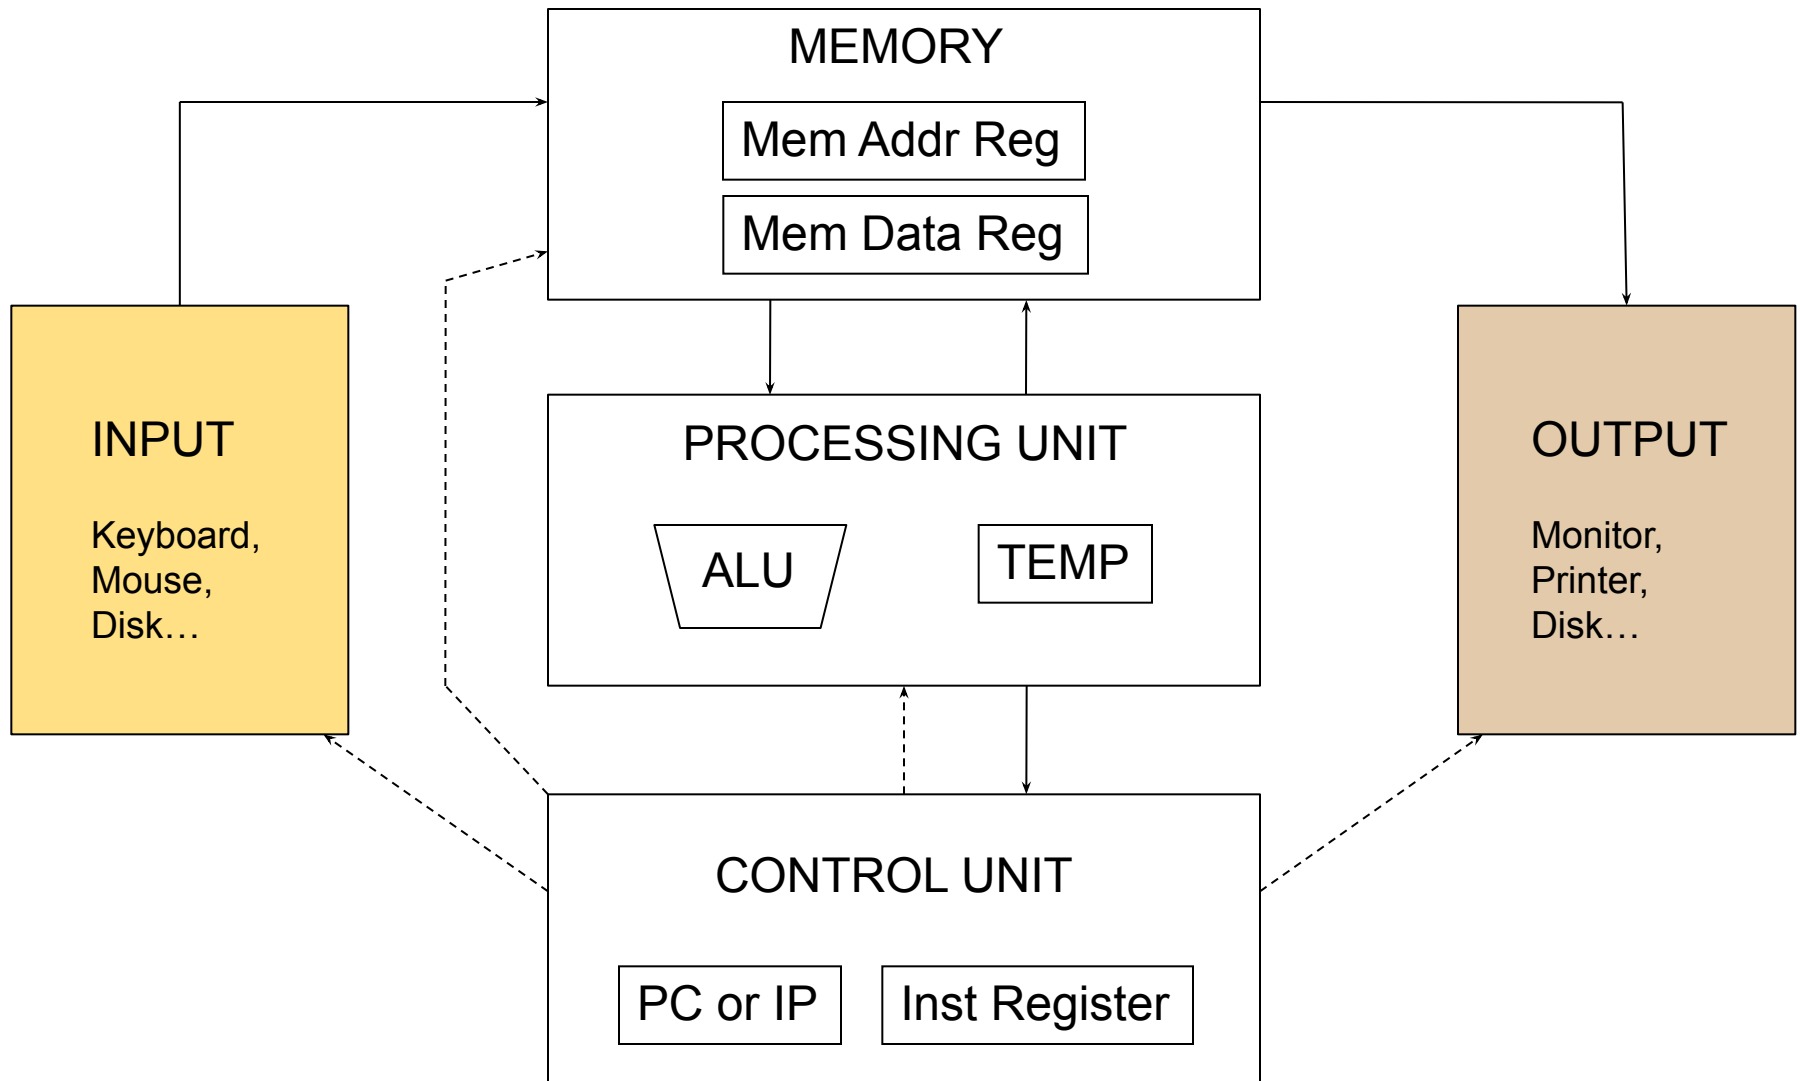 MEMORY
Mem Addr Reg
Mem Data Reg
INPUT
Keyboard,
Mouse,
Disk…
PROCESSING UNIT
ALU
TEMP
OUTPUT
Monitor,
Printer,
Disk…
CONTROL UNIT
PC or IP
Inst Register